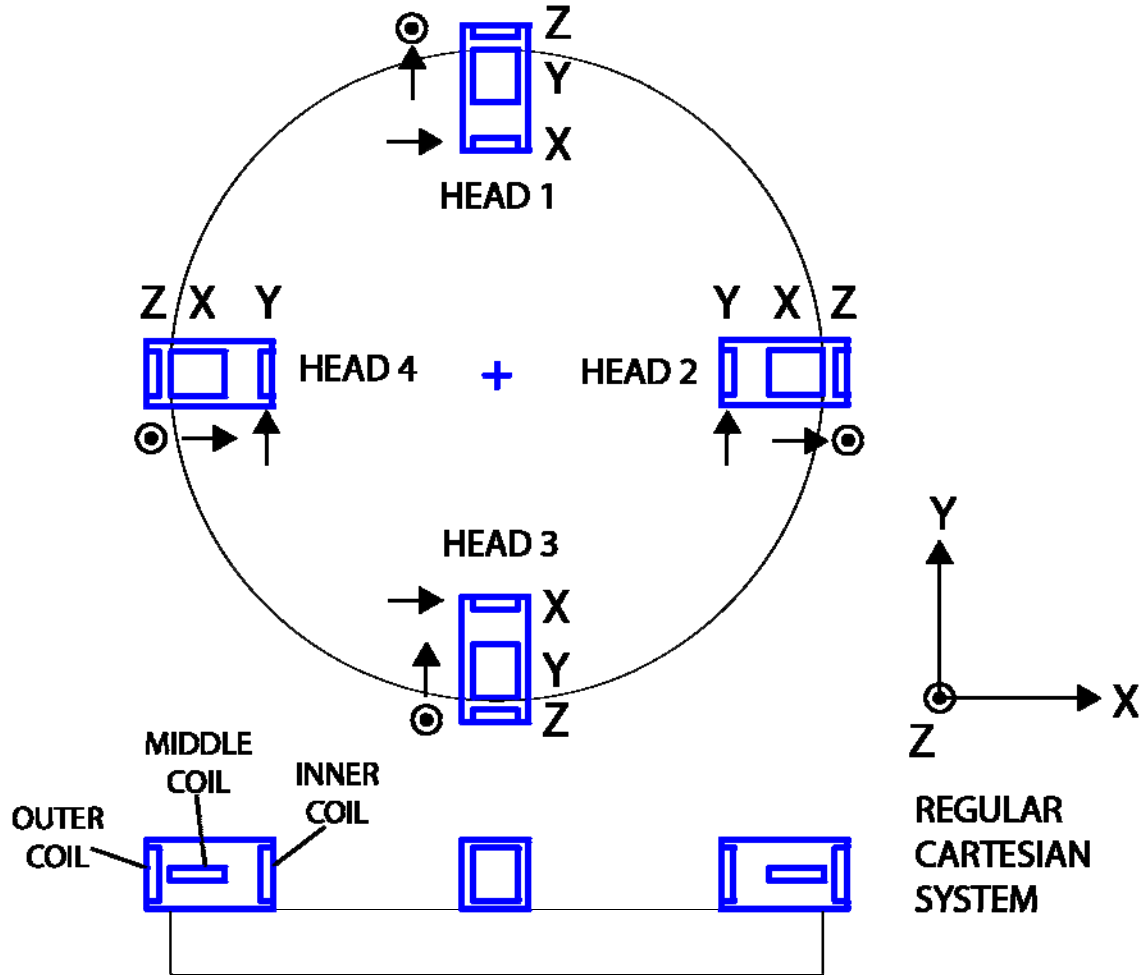 Z
Y
X
HEAD 1
Z X Y
HEAD 4
HEAD 2
Y X Z
HEAD 3
X
Y
Z
Y
X
Z
MIDDLE
COIL
INNER
COIL
OUTER
COIL
REGULAR
CARTESIAN
SYSTEM